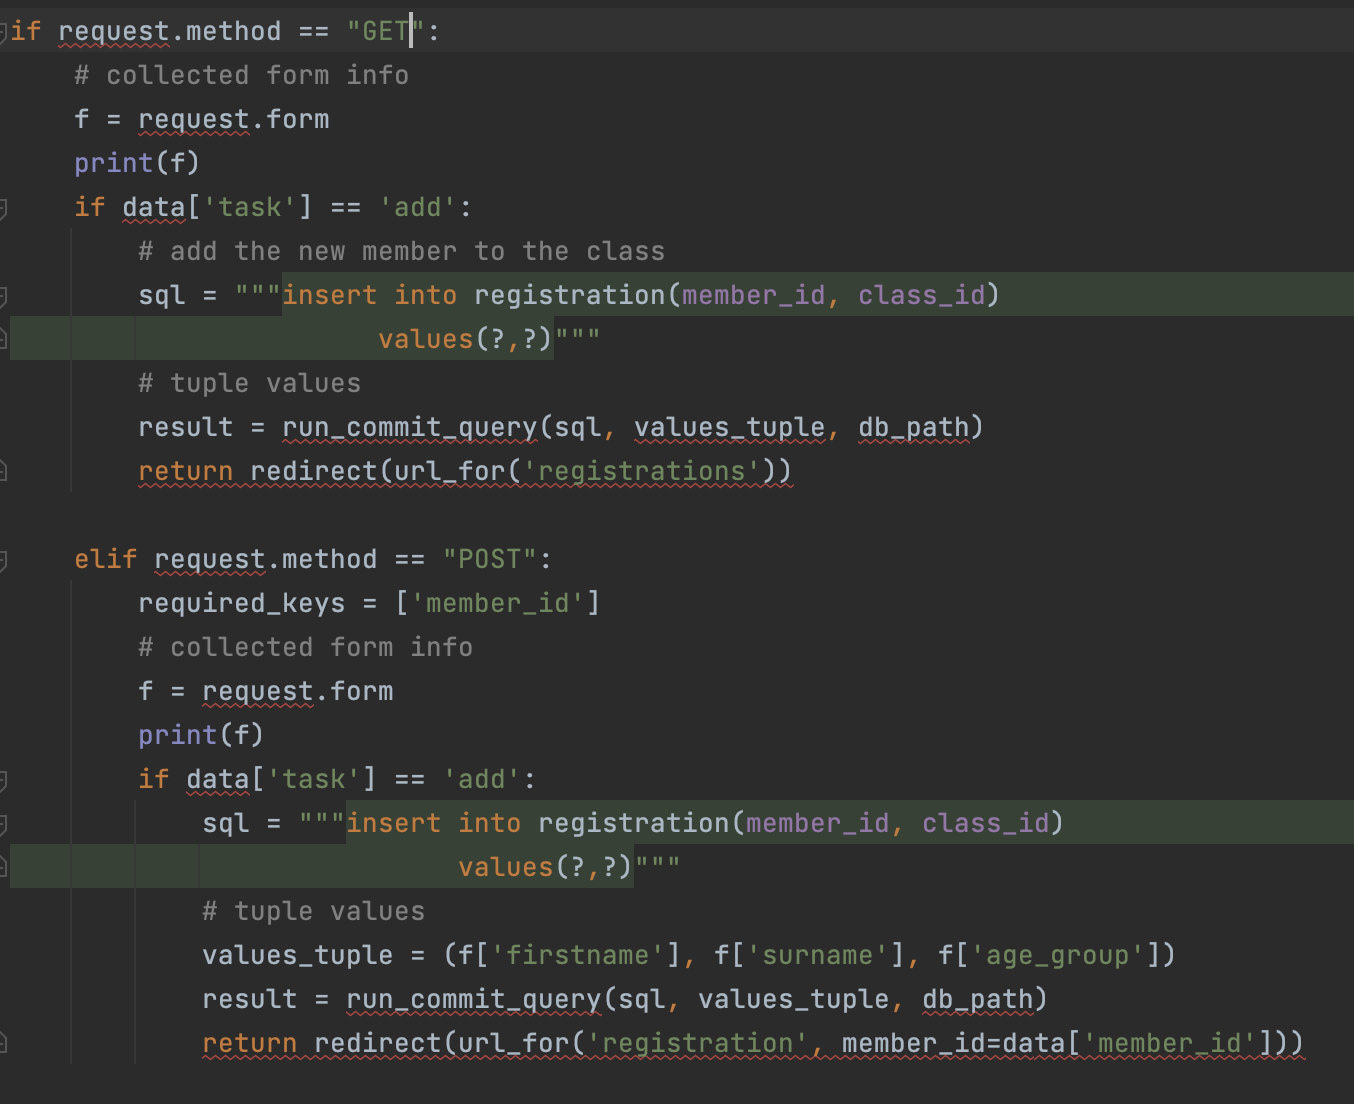 if request.method == "GET":
    # collected form info
    f = request.form
    print(f)
    if data['task'] == 'add':
        # add the new member to the class
        sql = """insert into registration(member_id, class_id)
                       values(?,?)"""
        # tuple values
        result = run_commit_query(sql, values_tuple, db_path)
        return redirect(url_for('registrations'))

    elif request.method == "POST":
        required_keys = ['member_id']
        # collected form info
        f = request.form
        print(f)
        if data['task'] == 'add':
            sql = """insert into registration(member_id, class_id)
                            values(?,?)"""
            # tuple values
            values_tuple = (f['firstname'], f['surname'], f['age_group'])
            result = run_commit_query(sql, values_tuple, db_path)
            return redirect(url_for('registration', member_id=data['member_id']))